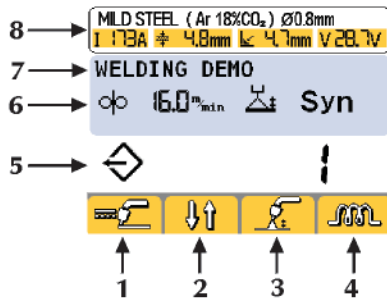 8 MILD STEEL ( Ar 18%CO₂ ) Ø0.8mm
I 173A 4.8mm 4.7mm V 28.7V
7 WELDING DEMO
6 16.0 m/min Syn
5 1
1 2 3 4